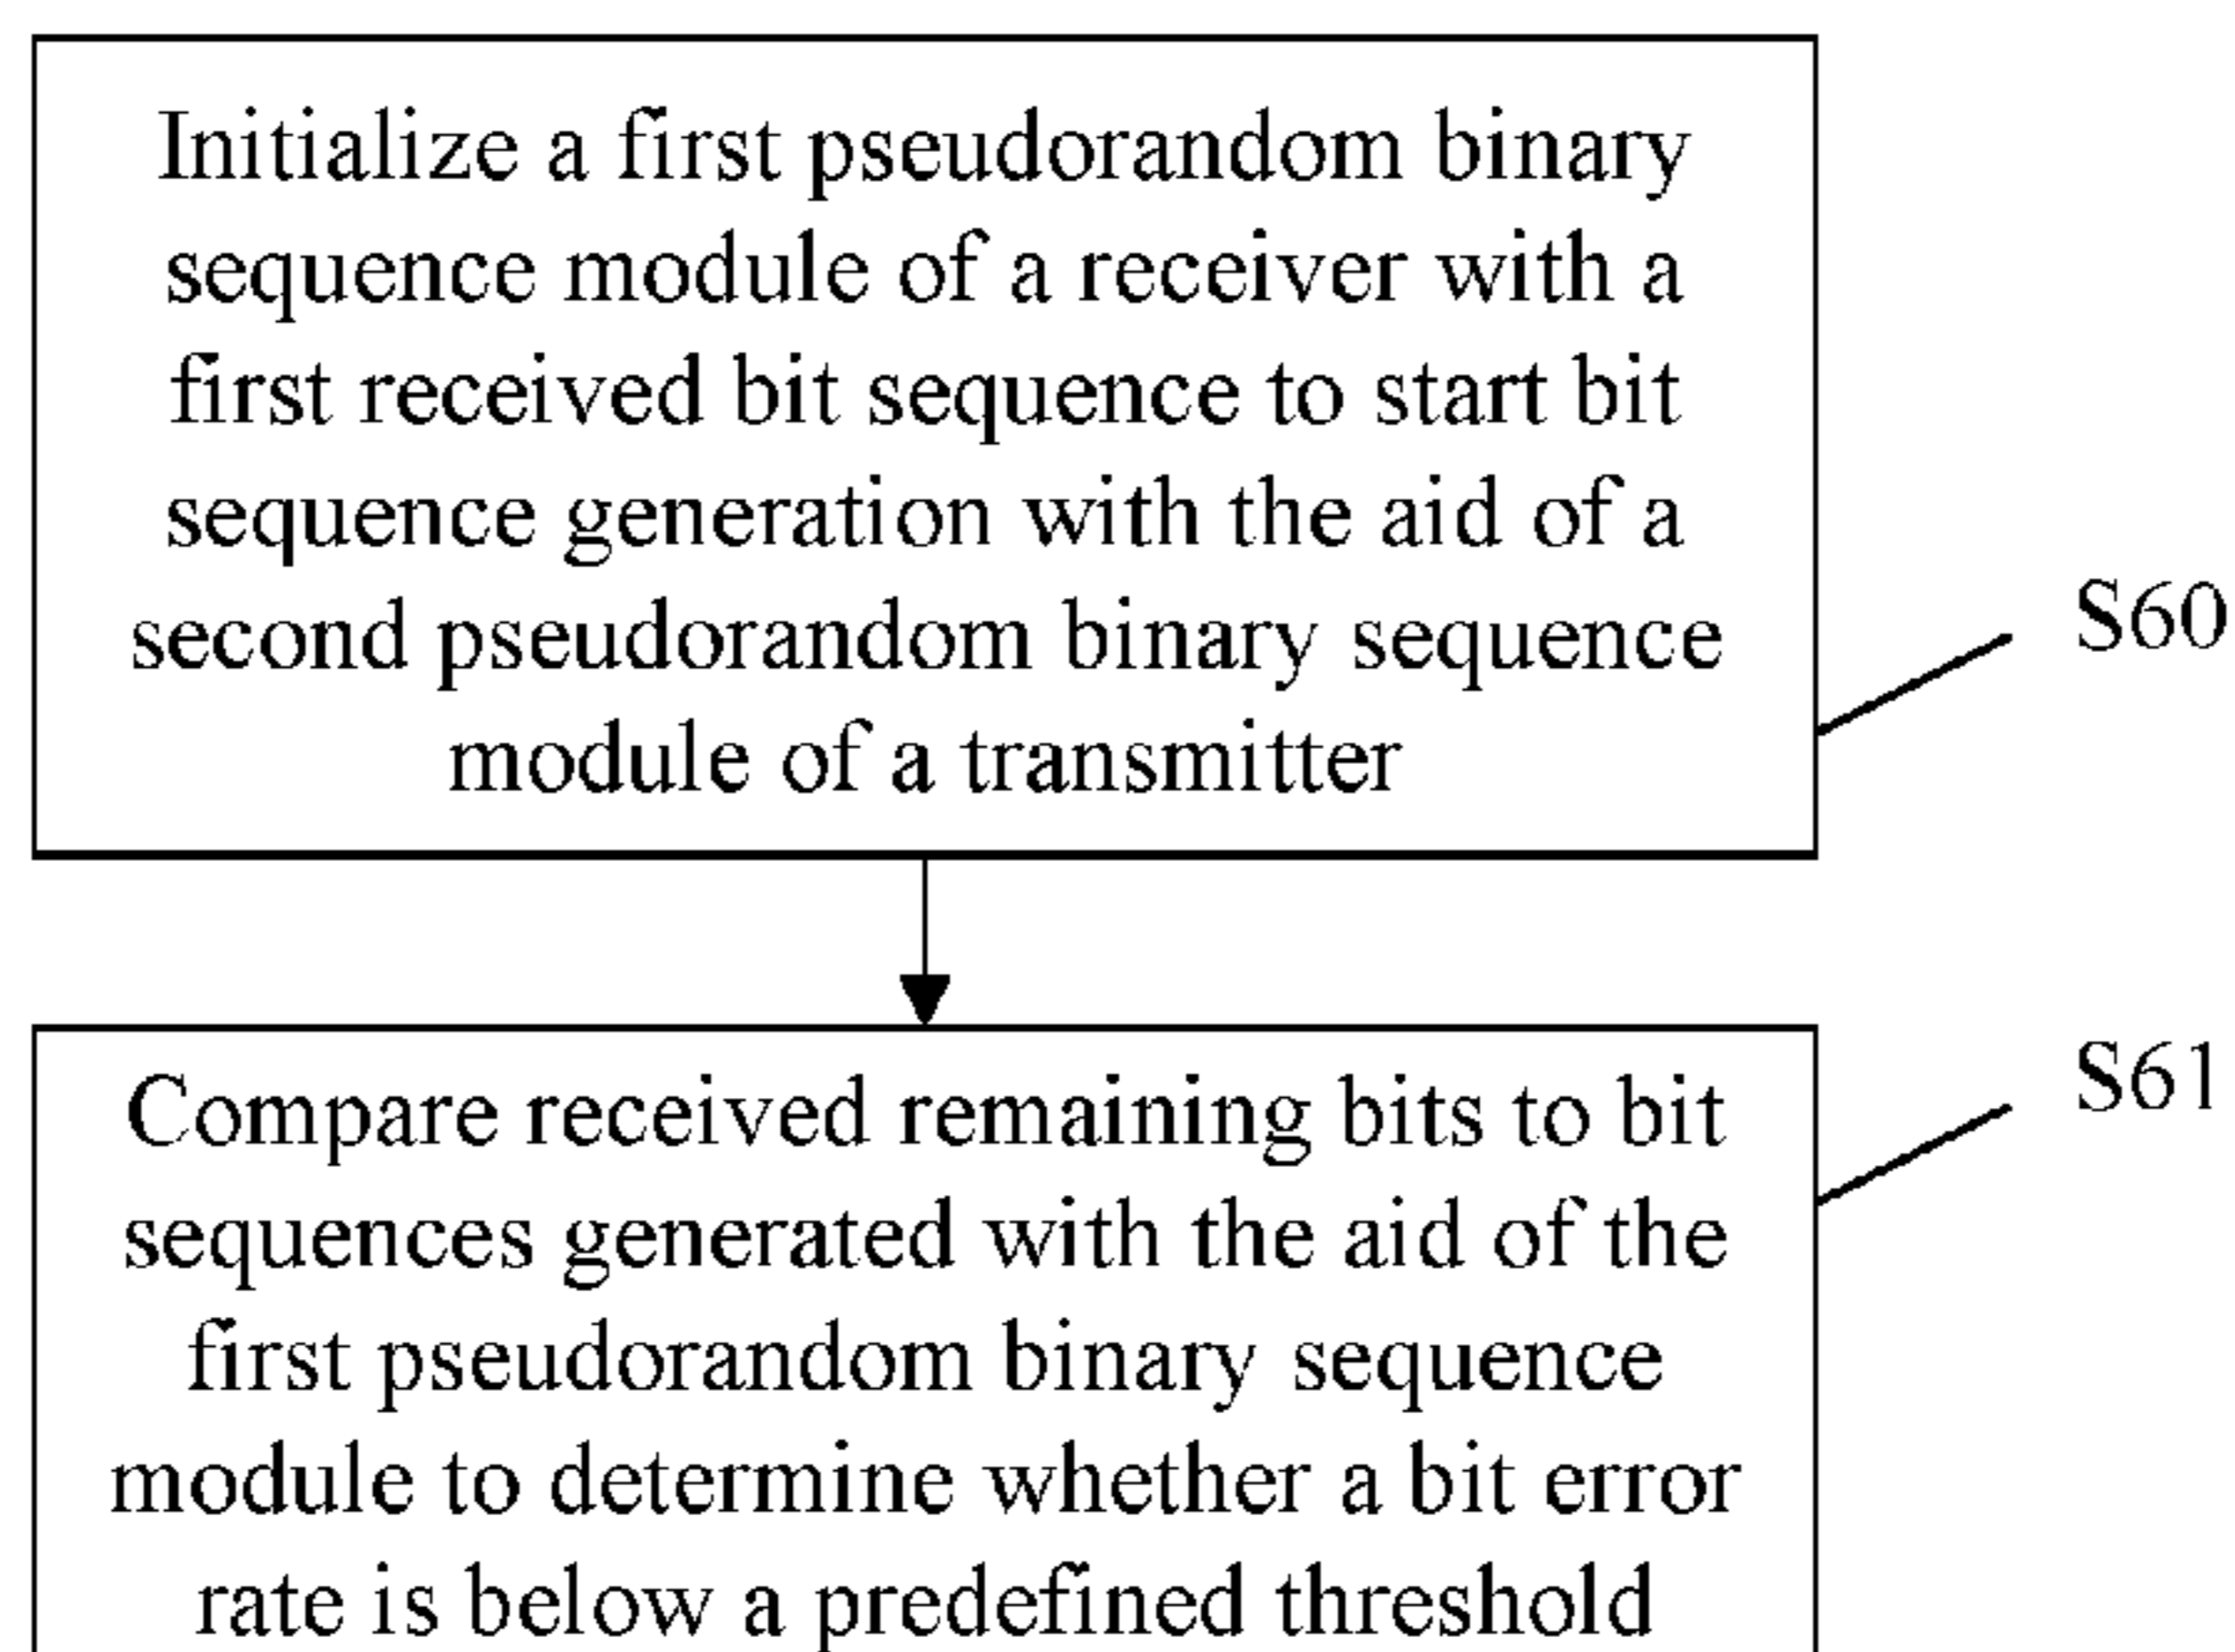 Initialize a first pseudorandom binary
sequence module of a receiver with a
first received bit sequence to start bit
sequence generation with the aid of a
second pseudorandom binary sequence
module of a transmitter
S60
Compare received remaining bits to bit
sequences generated with the aid of the
first pseudorandom binary sequence
module to determine whether a bit error
rate is below a predefined threshold
S61